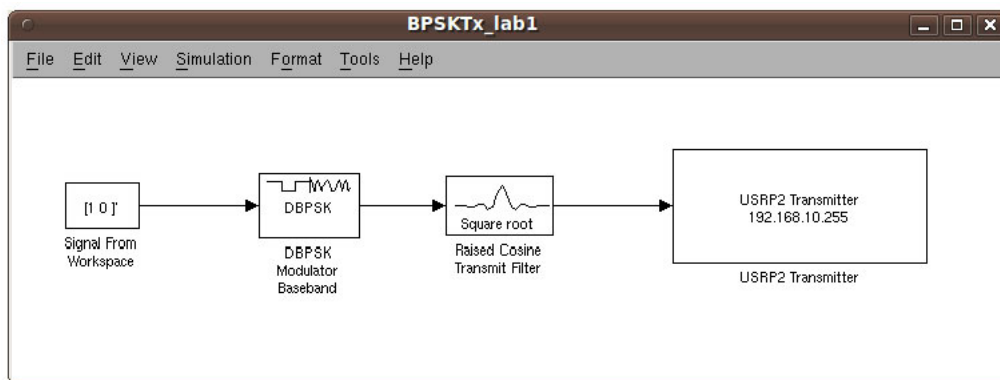 BPSKTx_lab1
File Edit View Simulation Format Tools Help
[1 0]'
Signal From
Workspace
DBPSK
DBPSK
Modulator
Baseband
Square root
Raised Cosine
Transmit Filter
USRP2 Transmitter
192.168.10.255
USRP2 Transmitter